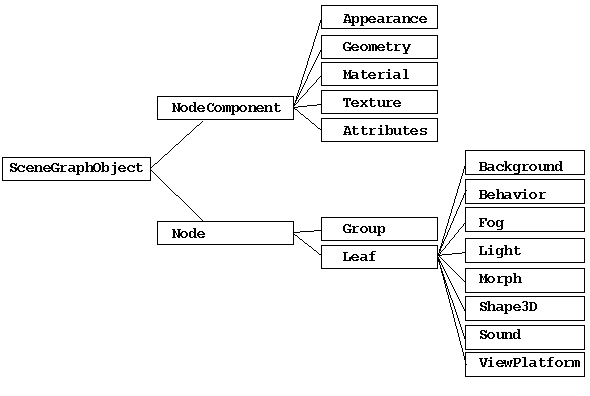 Appearance
Geometry
Material
Texture
Attributes
NodeComponent
SceneGraphObject
Node
Group
Leaf
Background
Behavior
Fog
Light
Morph
Shape3D
Sound
ViewPlatform